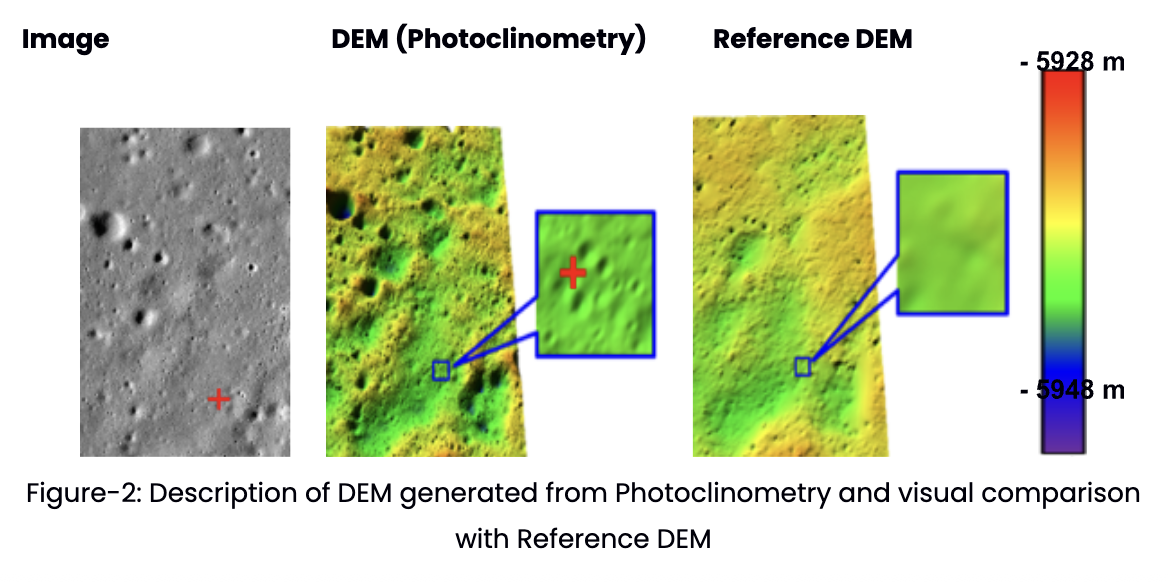 Image
DEM (Photoclinometry)
Reference DEM
- 5928 m
- 5948 m
Figure-2: Description of DEM generated from Photoclinometry and visual comparison
with Reference DEM